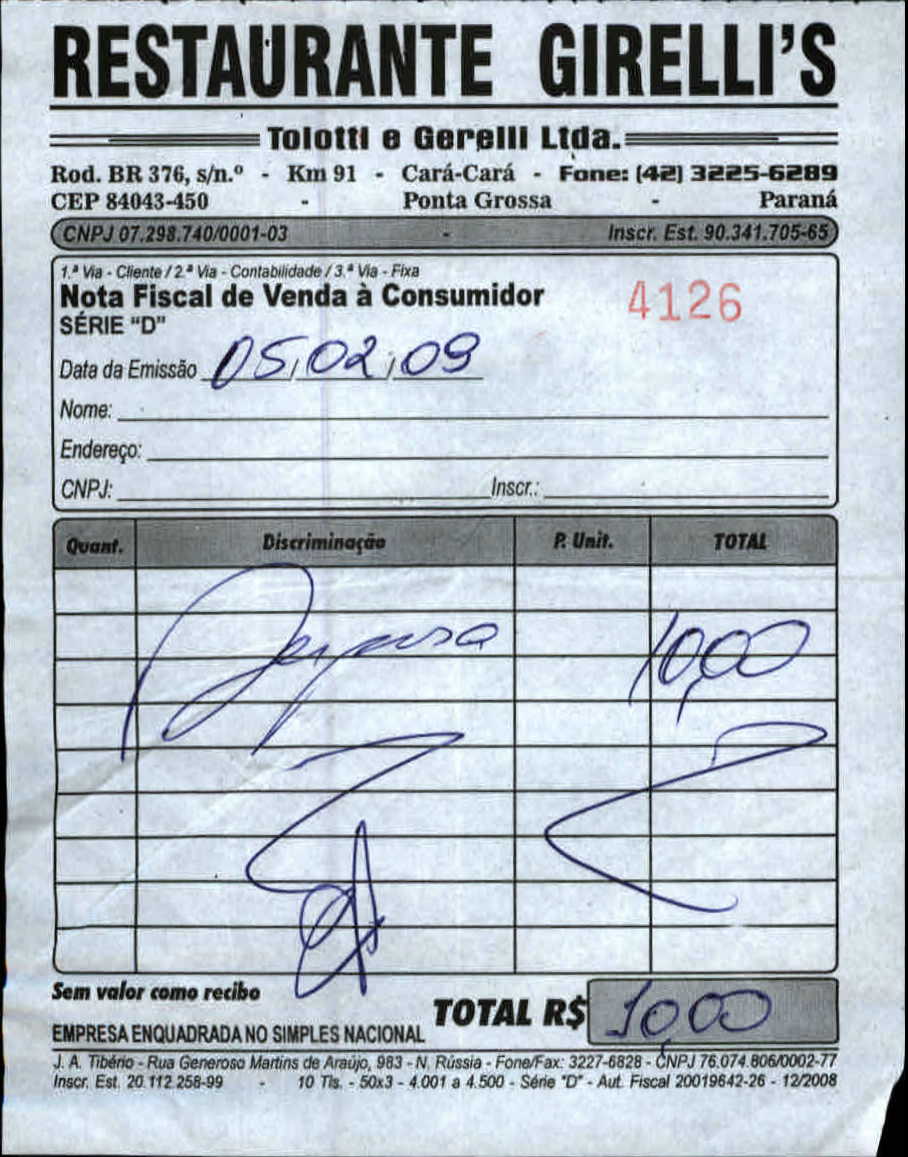 RESTAURANTE GIRELLI'S
Tolotti e Gerelli Ltda.
Rod. BR 376, s/n.º - Km 91 - Cará-Cará - Fone: (42) 3225-6289
CEP 84043-450 - Ponta Grossa - Paraná
CNPJ 07.298.740/0001-03 - Inscr. Est. 90.341.705-65
1.ª Via - Cliente / 2.ª Via - Contabilidade / 3.ª Via - Fixa
Nota Fiscal de Venda à Consumidor 4126
SÉRIE "D"
Data da Emissão 05/02/09
Nome:
Endereço:
CNPJ: Inscr.:
Quant. Discriminação P. Unit. TOTAL
10,00
Sem valor como recibo
TOTAL R$ 10,00
EMPRESA ENQUADRADA NO SIMPLES NACIONAL
J. A. Tibério - Rua Generoso Martins de Araújo, 983 - N. Rússia - Fone/Fax: 3227-6828 - CNPJ 76.074.806/0002-77
Inscr. Est. 20.112.258-99 - 10 Tls. - 50x3 - 4.001 a 4.500 - Série "D" - Aut. Fiscal 20019642-26 - 12/2008